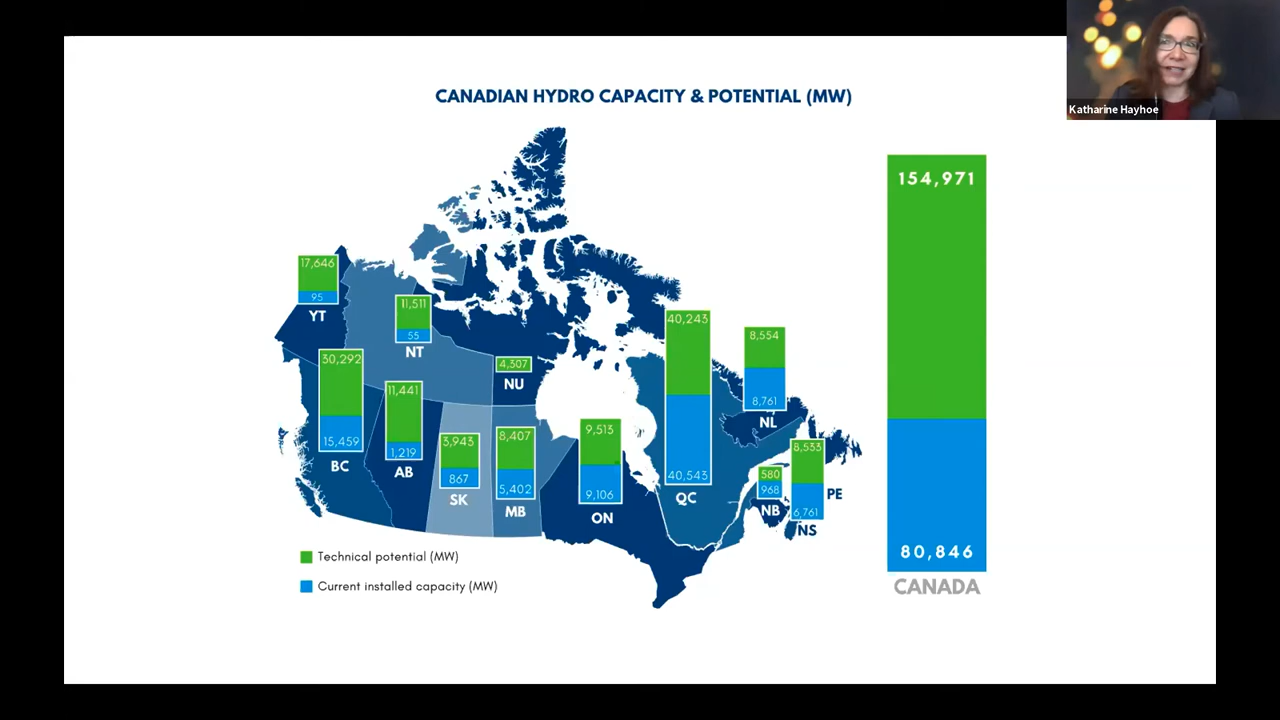 Katharine Hayhoe
CANADIAN HYDRO CAPACITY & POTENTIAL (MW)
154,971
17,646
95
YT
11,511
55
NT
40,243
40,543
QC
8,554
8,761
NL
30,292
15,459
BC
4,307
NU
11,441
1,219
AB
3,943
867
SK
8,407
5,402
MB
9,513
9,106
ON
580
968
NB
8,533
6,761
NS
PE
80,846
CANADA
Technical potential (MW)
Current installed capacity (MW)